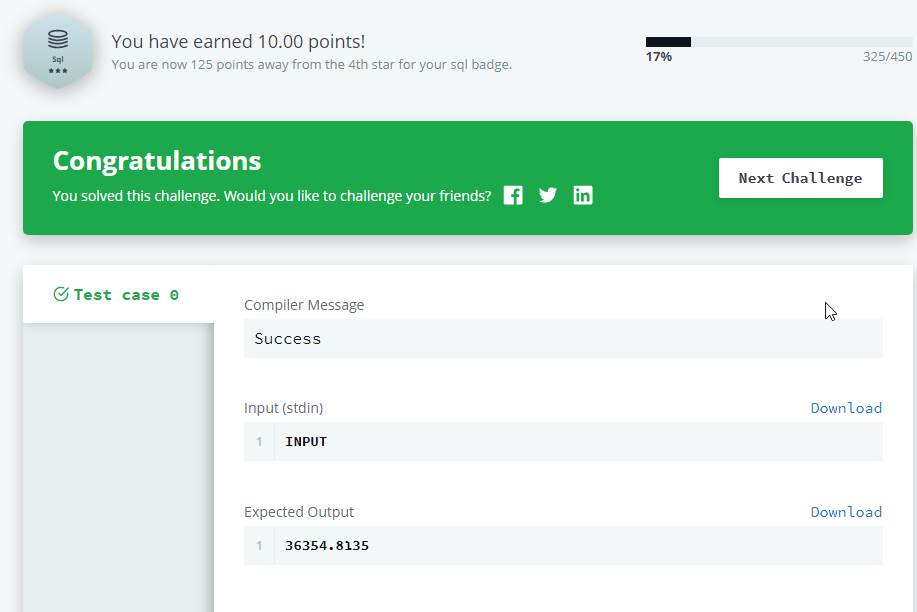 Sql
You have earned 10.00 points!
You are now 125 points away from the 4th star for your sql badge.
17%
325/450
Congratulations
You solved this challenge. Would you like to challenge your friends?
Next Challenge
Test case 0
Compiler Message
Success
Input (stdin)
Download
1 INPUT
Expected Output
Download
1 36354.8135